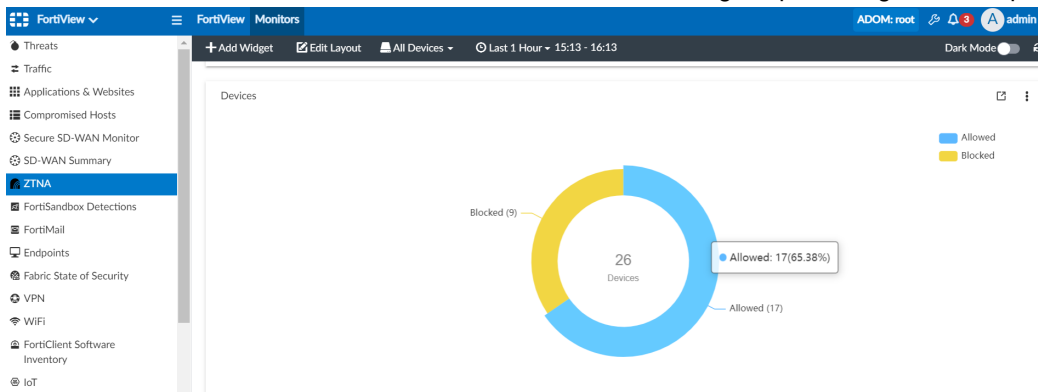 FortiView
FortiView Monitors
ADOM: root
3
A
admin
Threats
Traffic
Applications & Websites
Compromised Hosts
Secure SD-WAN Monitor
SD-WAN Summary
ZTNA
FortiSandbox Detections
FortiMail
Endpoints
Fabric State of Security
VPN
WiFi
FortiClient Software
Inventory
IoT
+ Add Widget Edit Layout All Devices Last 1 Hour 15:13 - 16:13
Dark Mode
Devices
Allowed
Blocked
Blocked (9)
26
Devices
Allowed: 17(65.38%)
Allowed (17)